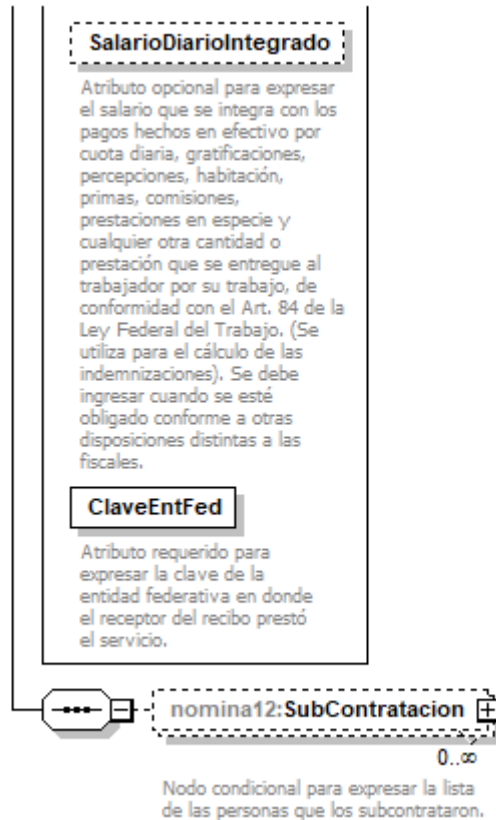 SalarioDiarioIntegrado
Atributo opcional para expresar
el salario que se integra con los
pagos hechos en efectivo por
cuota diaria, gratificaciones,
percepciones, habitación,
primas, comisiones,
prestaciones en especie y
cualquier otra cantidad o
prestación que se entregue al
trabajador por su trabajo, de
conformidad con el Art. 84 de la
Ley Federal del Trabajo. (Se
utiliza para el cálculo de las
indemnizaciones). Se debe
ingresar cuando se esté
obligado conforme a otras
disposiciones distintas a las
fiscales.
ClaveEntFed
Atributo requerido para
expresar la clave de la
entidad federativa en donde
el receptor del recibo prestó
el servicio.
nomina12:SubContratacion
0..∞
Nodo condicional para expresar la lista
de las personas que los subcontrataron.